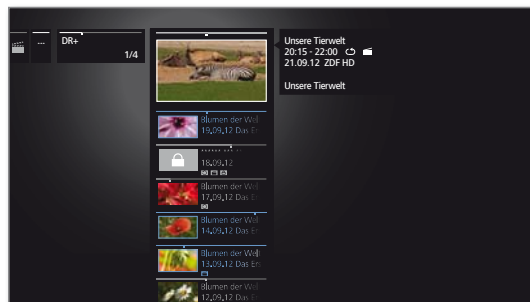 ...
DR+
1/4
Unsere Tierwelt
20:15 - 22:00
21.09.12 ZDF HD
Unsere Tierwelt
Blumen der Wel
19.09.12 Das Er
18.09.12
Blumen der Wel
17.09.12 Das Er
Blumen der Wel
14.09.12 Das Er
Blumen der Welt
13.09.12 Das Er
Blumen der Wel
12.09.12 Das Er